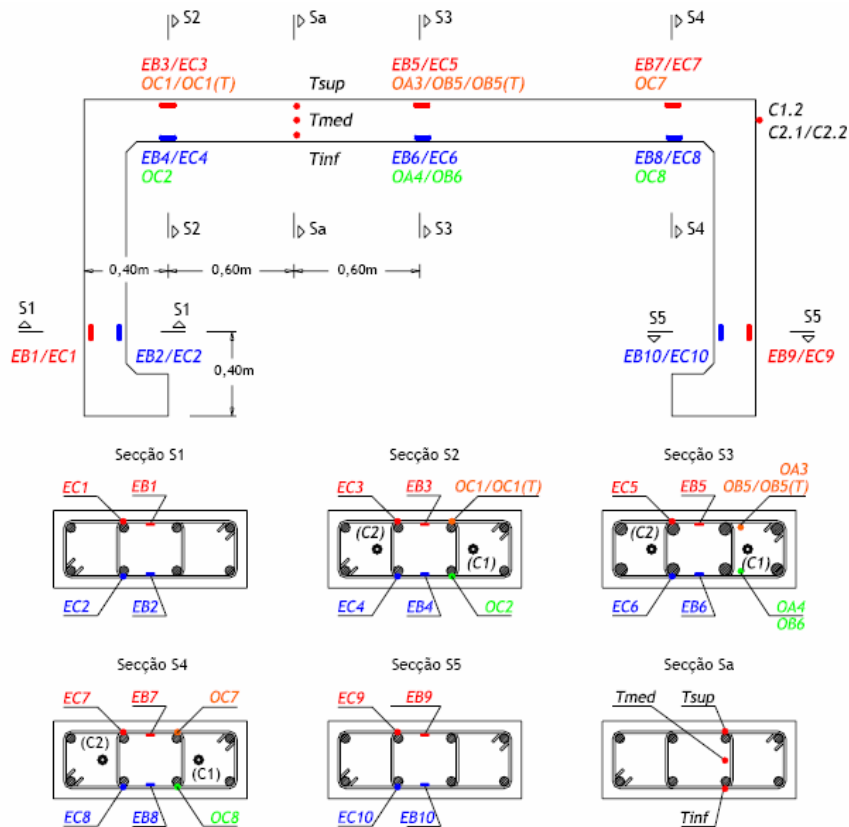 S2 Sa S3 S4
EB3/EC3 EB5/EC5 EB7/EC7
OC1/OC1(T) Tsup OA3/OB5/OB5(T) OC7
C1.2
Tmed
C2.1/C2.2
EB4/EC4 Tinf EB6/EC6 EB8/EC8
OC2 OA4/OB6 OC8
S2 Sa S3 S4
0,40m 0,60m 0,60m
S1 S1 S5 S5
EB1/EC1 EB2/EC2 EB10/EC10 EB9/EC9
0,40m
Secção S1 Secção S2 Secção S3
OA3
EC1 EB1 EC3 EB3 OC1/OC1(T) EC5 EB5 OB5/OB5(T)
(C2) (C1) (C2) (C1)
EC2 EB2 EC4 EB4 OC2 EC6 EB6 OA4
OB6
Secção S4 Secção S5 Secção Sa
EC7 EB7 OC7 EC9 EB9 Tmed Tsup
(C2) (C1)
EC8 EB8 OC8 EC10 EB10 Tinf